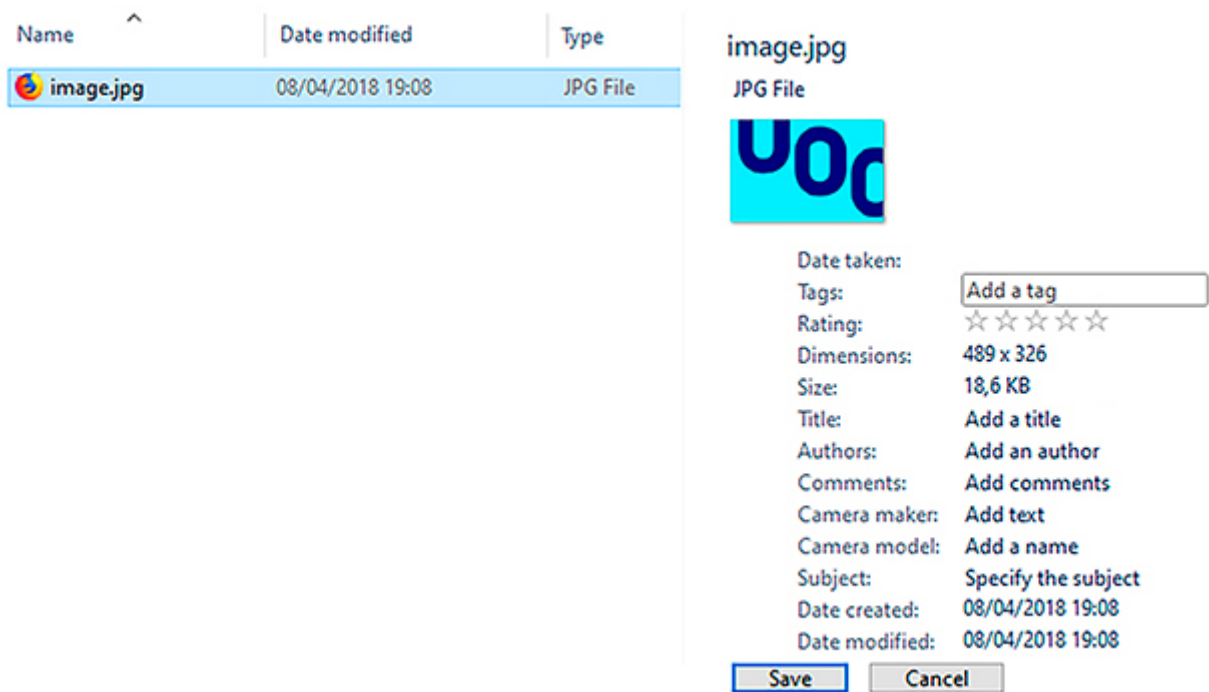 Name Date modified Type
image.jpg 08/04/2018 19:08 JPG File
image.jpg
JPG File
UOC
Date taken:
Tags: Add a tag
Rating:
Dimensions: 489 x 326
Size: 18,6 KB
Title: Add a title
Authors: Add an author
Comments: Add comments
Camera maker: Add text
Camera model: Add a name
Subject: Specify the subject
Date created: 08/04/2018 19:08
Date modified: 08/04/2018 19:08
Save Cancel